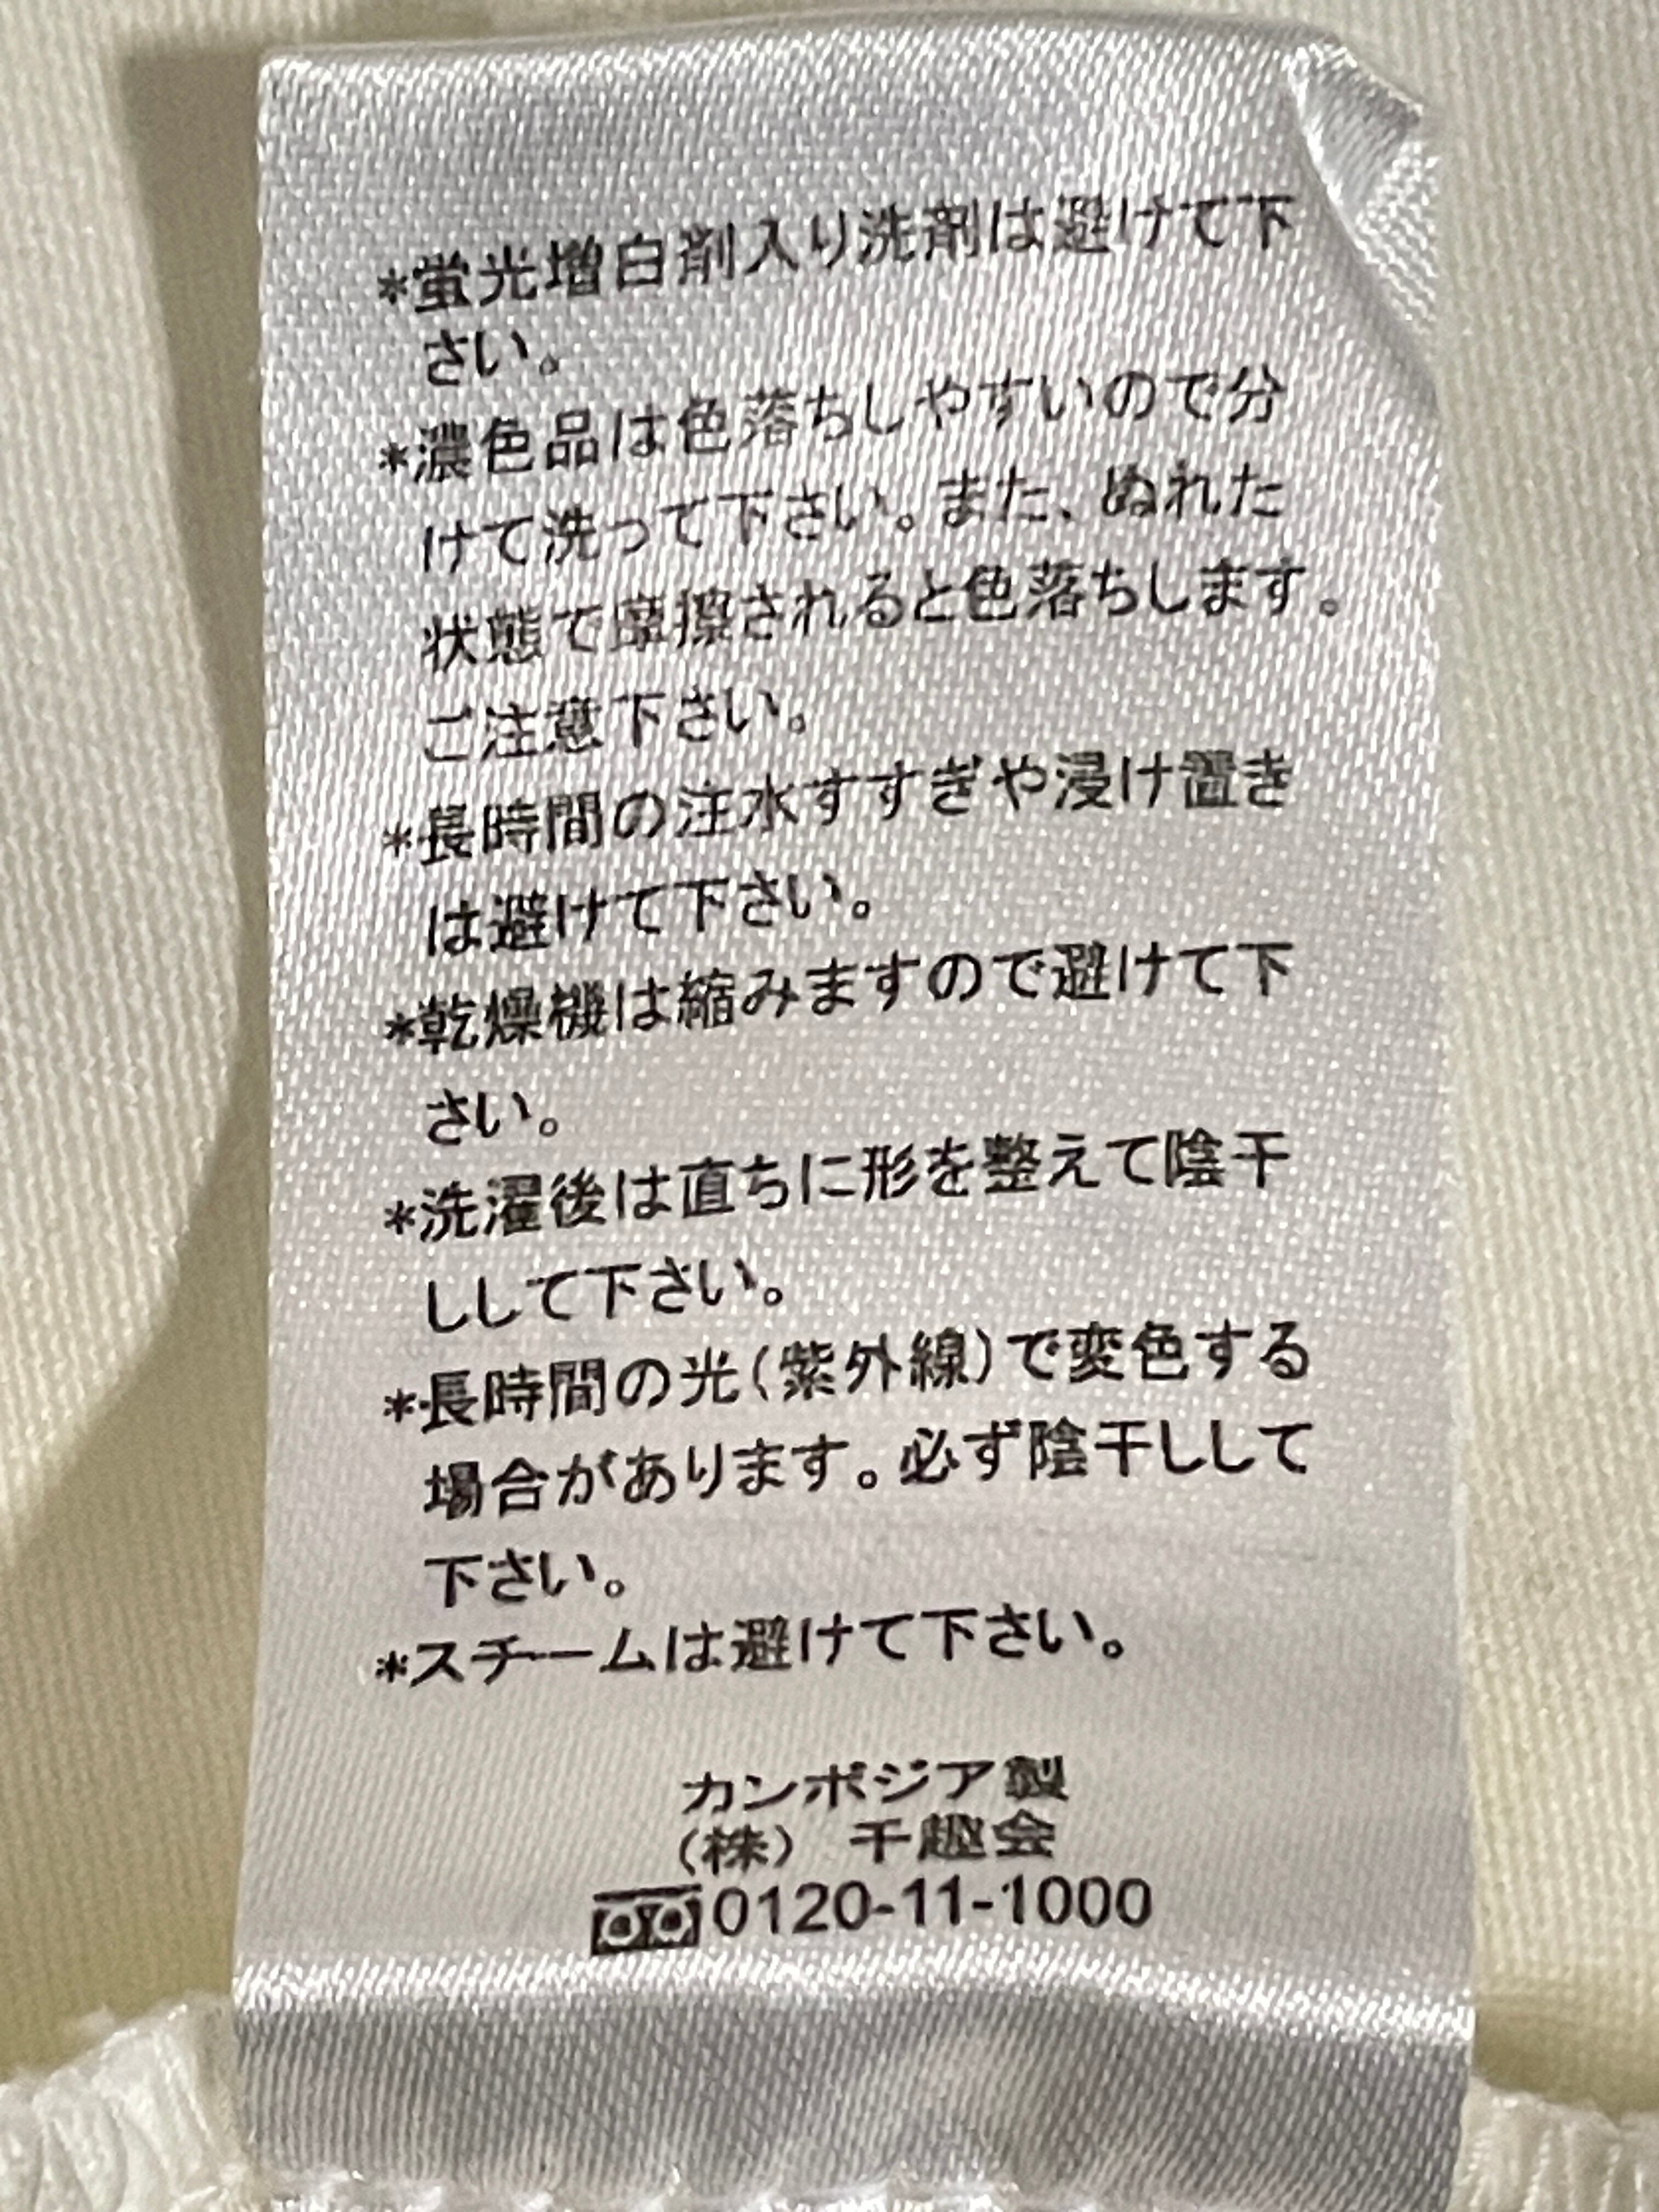 *蛍光増白剤入り洗剤は避けて下
さい。
*濃色品は色落ちしやすいので分
けて洗って下さい。また、ぬれた
状態で摩擦されると色落ちします。
ご注意下さい。
*長時間の注水すすぎや浸け置き
は避けて下さい。
*乾燥機は縮みますので避けて下
さい。
*洗濯後は直ちに形を整えて陰干
しして下さい。
*長時間の光(紫外線)で変色する
場合があります。必ず陰干しして
下さい。
*スチームは避けて下さい。
カンボジア製
(株) 千趣会
0120-11-1000